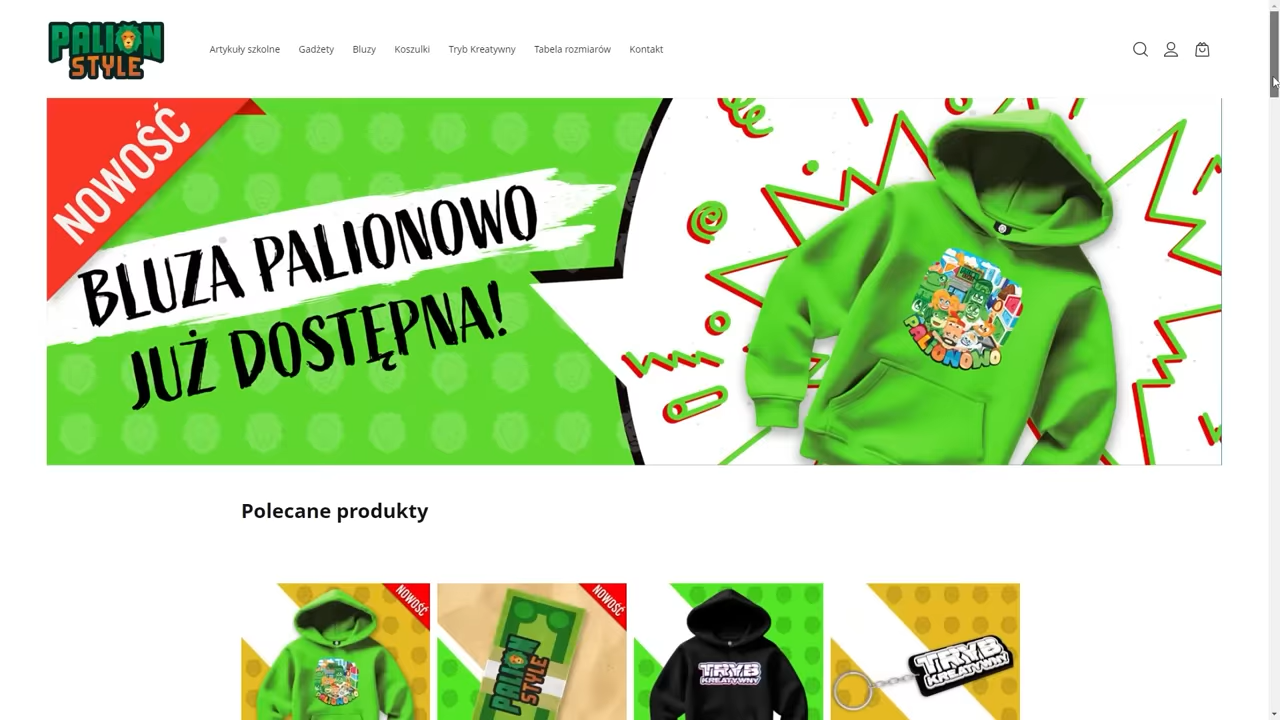 PALION
STYLE
Artykuły szkolne
Gadżety
Bluzy
Koszulki
Tryb Kreatywny
Tabela rozmiarów
Kontakt
NOWOŚĆ
BLUZA PALIONOWO
JUŻ DOSTĘPNA!
PALIONOWO
Polecane produkty
NOWOŚĆ
PALIONOWO
NOWOŚĆ
PALION
STYLE
TRYB
KREATYWNY
TRYB
KREATYWNY